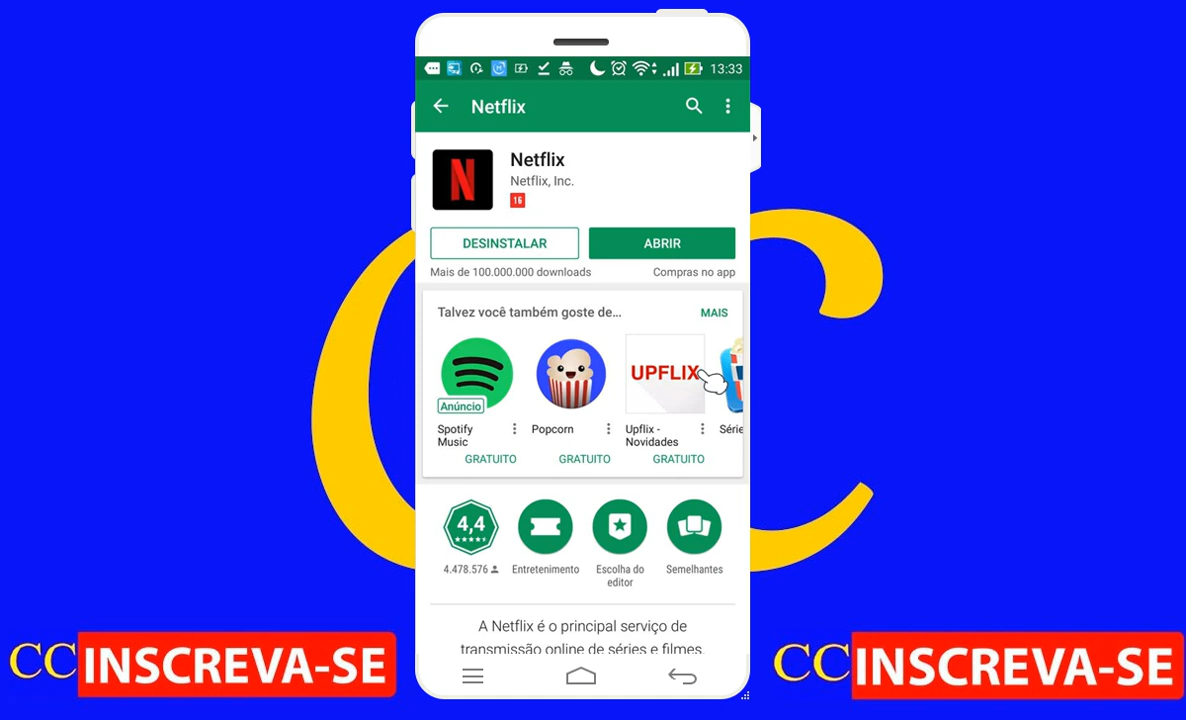 13:33
Netflix
N
Netflix
Netflix, Inc.
16
DESINSTALAR
ABRIR
Mais de 100.000.000 downloads
Compras no app
Talvez você também goste de…
MAIS
UPFLIX
Anúncio
Spotify Music
Popcorn
Upflix - Novidades
Série
GRATUITO
GRATUITO
GRATUITO
4,4
4.478.576
Entretenimento
Escolha do editor
Semelhantes
A Netflix é o principal serviço de
transmissão online de séries e filmes.
CC INSCREVA-SE
CC INSCREVA-SE